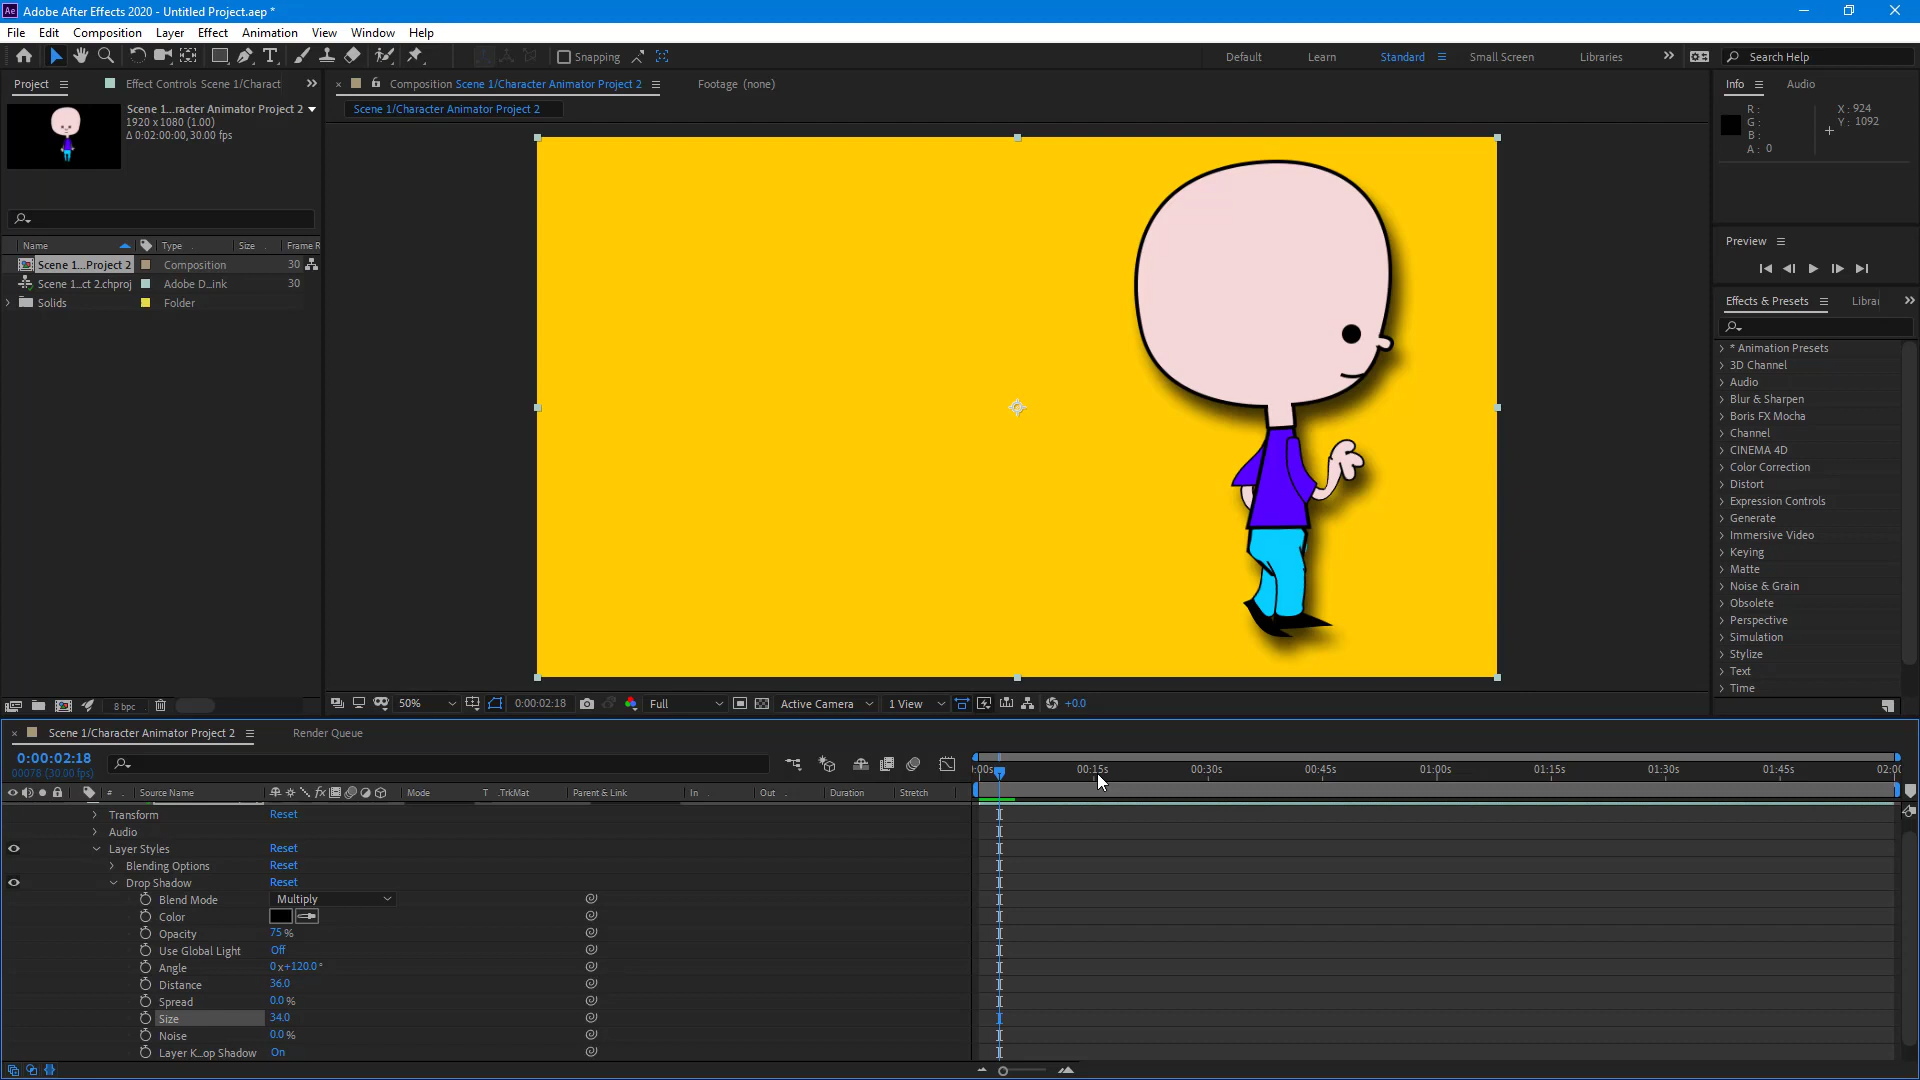 Ae Adobe After Effects 2020 - Untitled Project.aep *
File Edit Composition Layer Effect Animation View Window Help
T Snapping Default Learn Standard Small Screen Libraries Search Help
Project Effect Controls Scene 1/Charact
Composition Scene 1/Character Animator Project 2 Footage (none)
Info Audio
Scene 1/Character Animator Project 2
Scene 1...racter Animator Project 2
1920 x 1080 (1.00)
Δ 0:02:00:00, 30.00 fps
R :
G :
B :
A : 0
X : 924
Y : 1092
Preview
Name Type Size Frame R
Scene 1...Project 2 Composition 30
Scene 1...ct 2.chproj Adobe D...ink 30
Solids Folder
Effects & Presets Librar
* Animation Presets
3D Channel
Audio
Blur & Sharpen
Boris FX Mocha
Channel
CINEMA 4D
Color Correction
Distort
Expression Controls
Generate
Immersive Video
Keying
Matte
Noise & Grain
Obsolete
Perspective
Simulation
Stylize
Text
Time
8 bpc
50% 0:00:02:18 Full Active Camera 1 View +0.0
Scene 1/Character Animator Project 2 Render Queue
0:00:02:18
00078 (30.00 fps)
:00s 00:15s 00:30s 00:45s 01:00s 01:15s 01:30s 01:45s 02:00
# Source Name fx Mode T .TrkMat Parent & Link In Out Duration Stretch
Transform Reset
Audio
Layer Styles Reset
Blending Options Reset
Drop Shadow Reset
Blend Mode Multiply
Color
Opacity 75 %
Use Global Light Off
Angle 0x+120.0°
Distance 36.0
Spread 0.0 %
Size 34.0
Noise 0.0 %
Layer K...op Shadow On